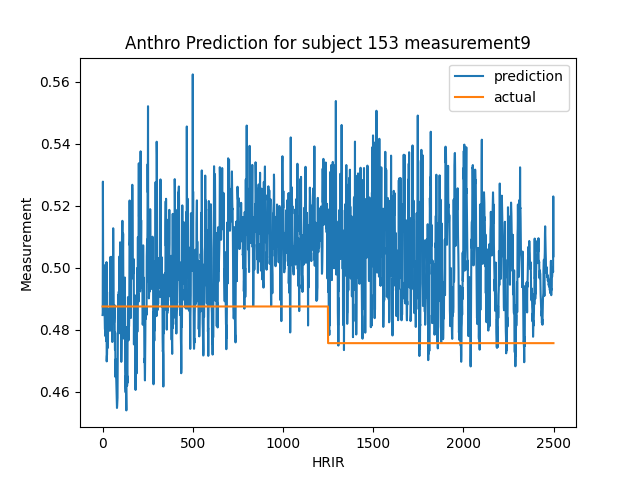 Anthro Prediction for subject 153 measurement9
prediction
actual
0.56
0.54
0.52
0.50
0.48
0.46
Measurement
0
500
1000
1500
2000
2500
HRIR